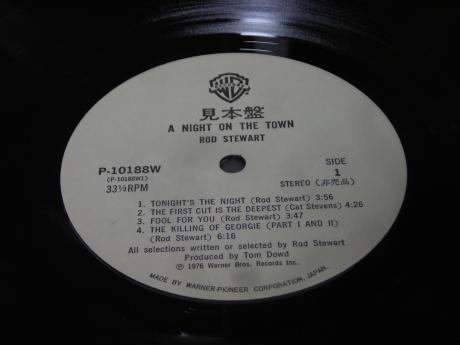 見本盤
A NIGHT ON THE TOWN
ROD STEWART
P-10188W
(P-10188W1)
33⅓RPM
SIDE
1
STEREO (非売品)
1. TONIGHT'S THE NIGHT (Rod Stewart) 3:56
2. THE FIRST CUT IS THE DEEPEST (Cat Stevens) 4:26
3. FOOL FOR YOU (Rod Stewart) 3:47
4. THE KILLING OF GEORGIE (PART I AND II)
(Rod Stewart) 6:16
All selections written or selected by Rod Stewart
Produced by Tom Dowd
℗ 1976 Warner Bros. Records Inc.
MADE BY WARNER-PIONEER CORPORATION, JAPAN.